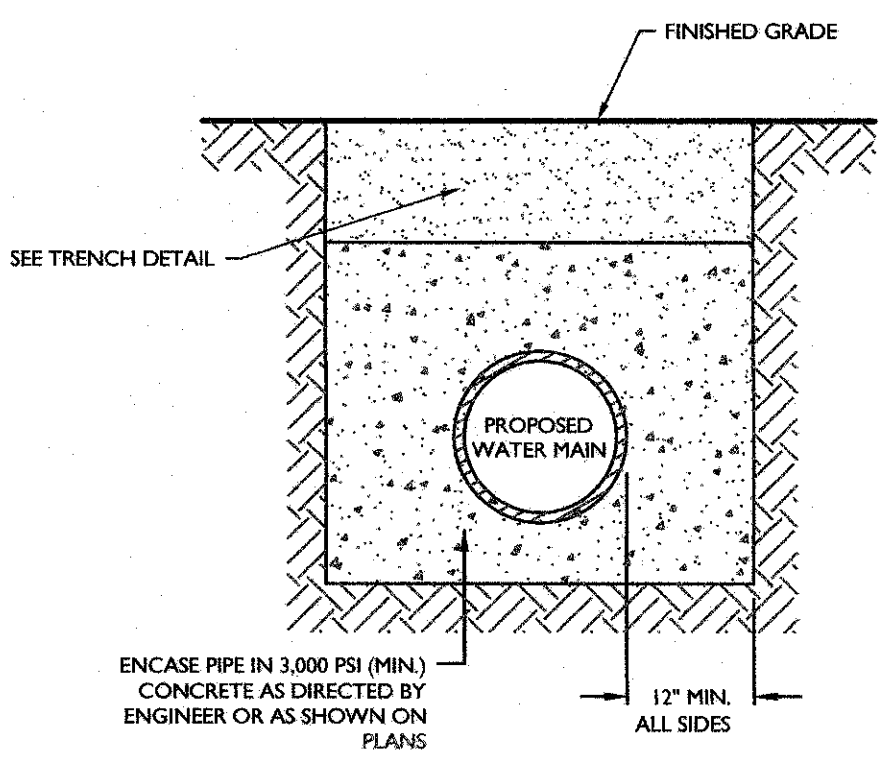 FINISHED GRADE
SEE TRENCH DETAIL
PROPOSED
WATER MAIN
ENCASE PIPE IN 3,000 PSI (MIN.)
CONCRETE AS DIRECTED BY
ENGINEER OR AS SHOWN ON
PLANS
12" MIN.
ALL SIDES